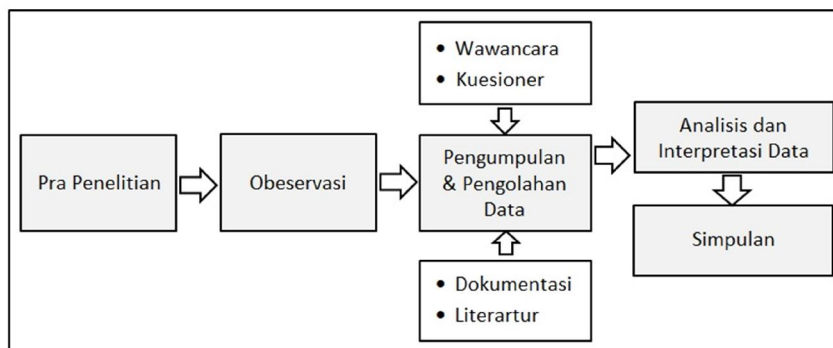 Pra Penelitian
Obeservasi
• Wawancara
• Kuesioner
Pengumpulan
& Pengolahan
Data
• Dokumentasi
• Literartur
Analisis dan
Interpretasi Data
Simpulan